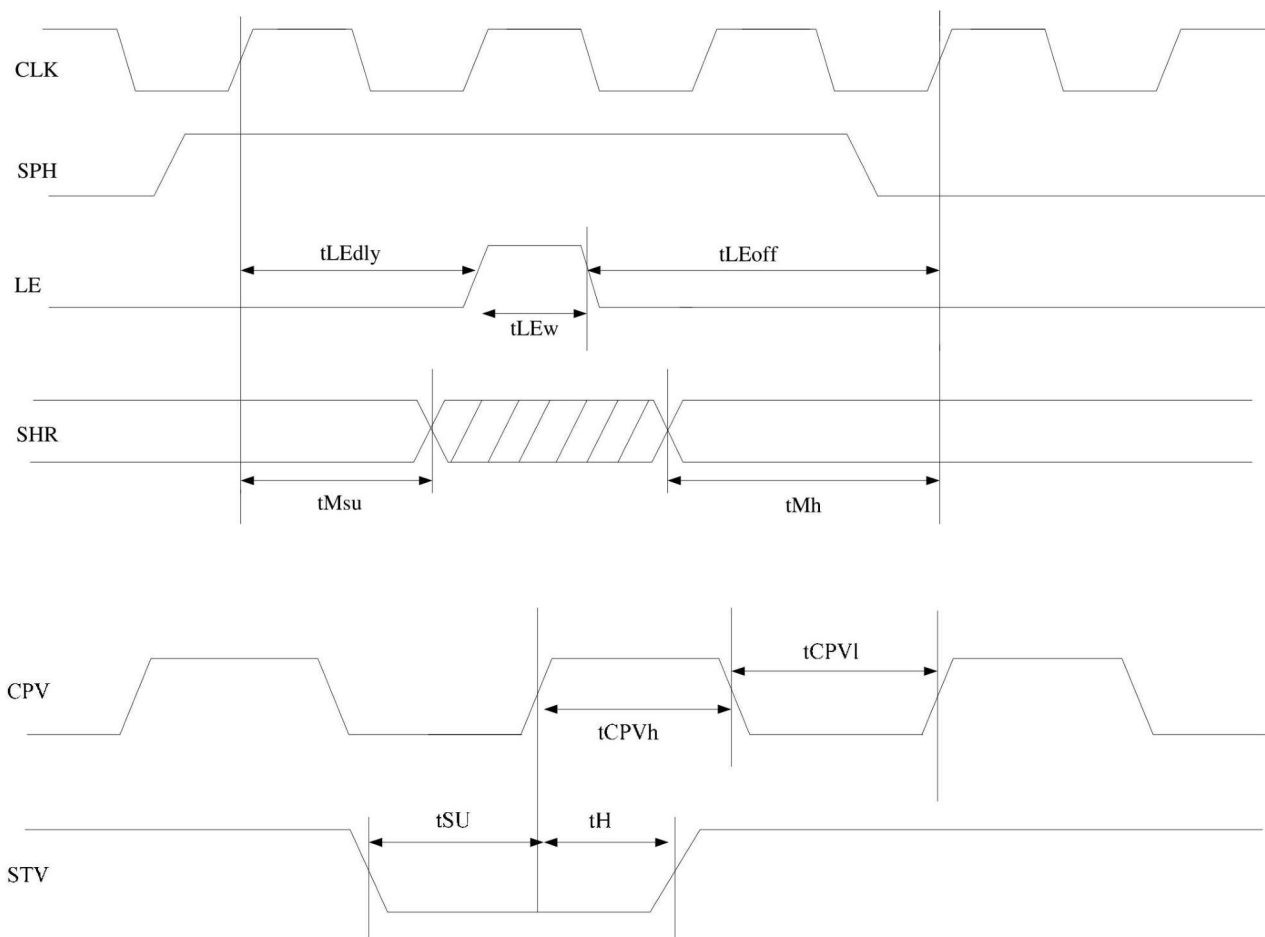 CLK
SPH
tLEdly
tLEoff
LE
tLEw
SHR
tMsu
tMh
tCPVl
CPV
tCPVh
tSU
tH
STV